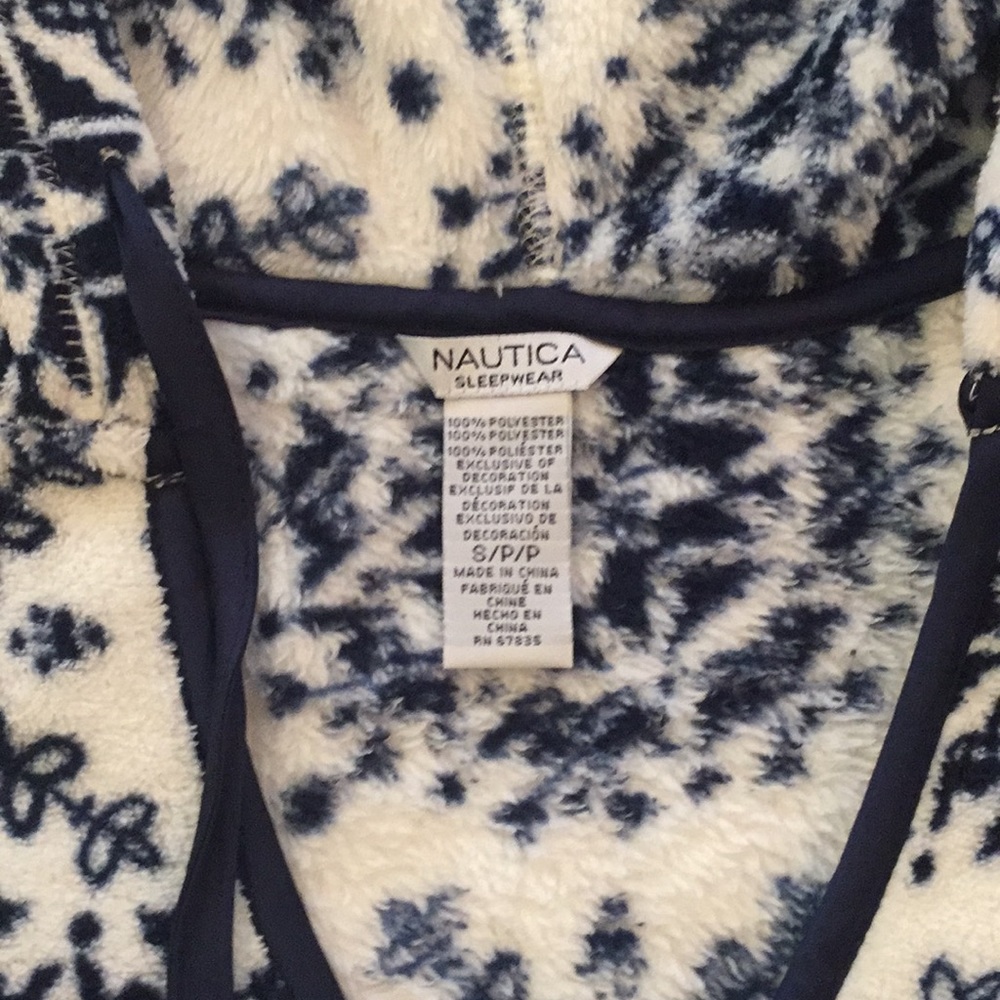 NAUTICA
SLEEPWEAR
100% POLYESTER
100% POLYESTER
100% POLIÉSTER
EXCLUSIVE OF
DECORATION
EXCLUSIF DE LA
DÉCORATION
EXCLUSIVO DE
DECORACIÓN
S/P/P
MADE IN CHINA
FABRIQUÉ EN
CHINE
HECHO EN
CHINA
RN 67835